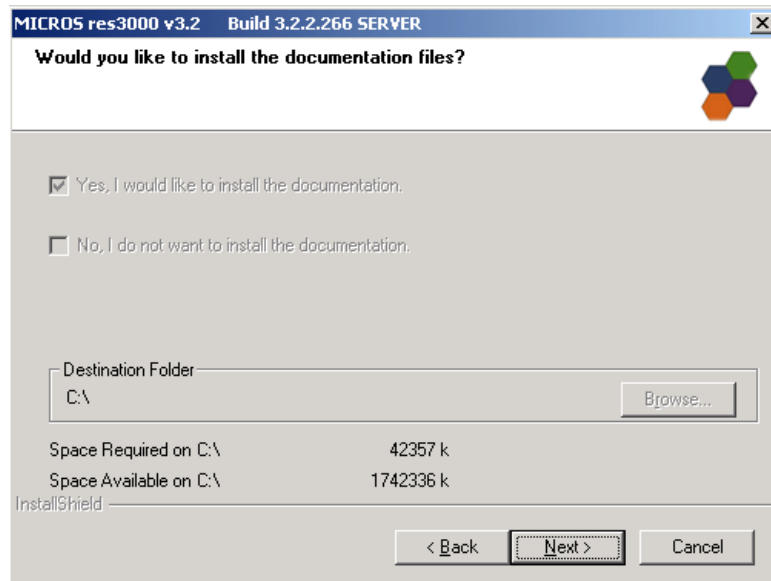 MICROS res3000 v3.2 Build 3.2.2.266 SERVER
Would you like to install the documentation files?
Yes, I would like to install the documentation.
No, I do not want to install the documentation.
Destination Folder
C:\
Browse...
Space Required on C:\ 42357 k
Space Available on C:\ 1742336 k
InstallShield
< Back Next > Cancel